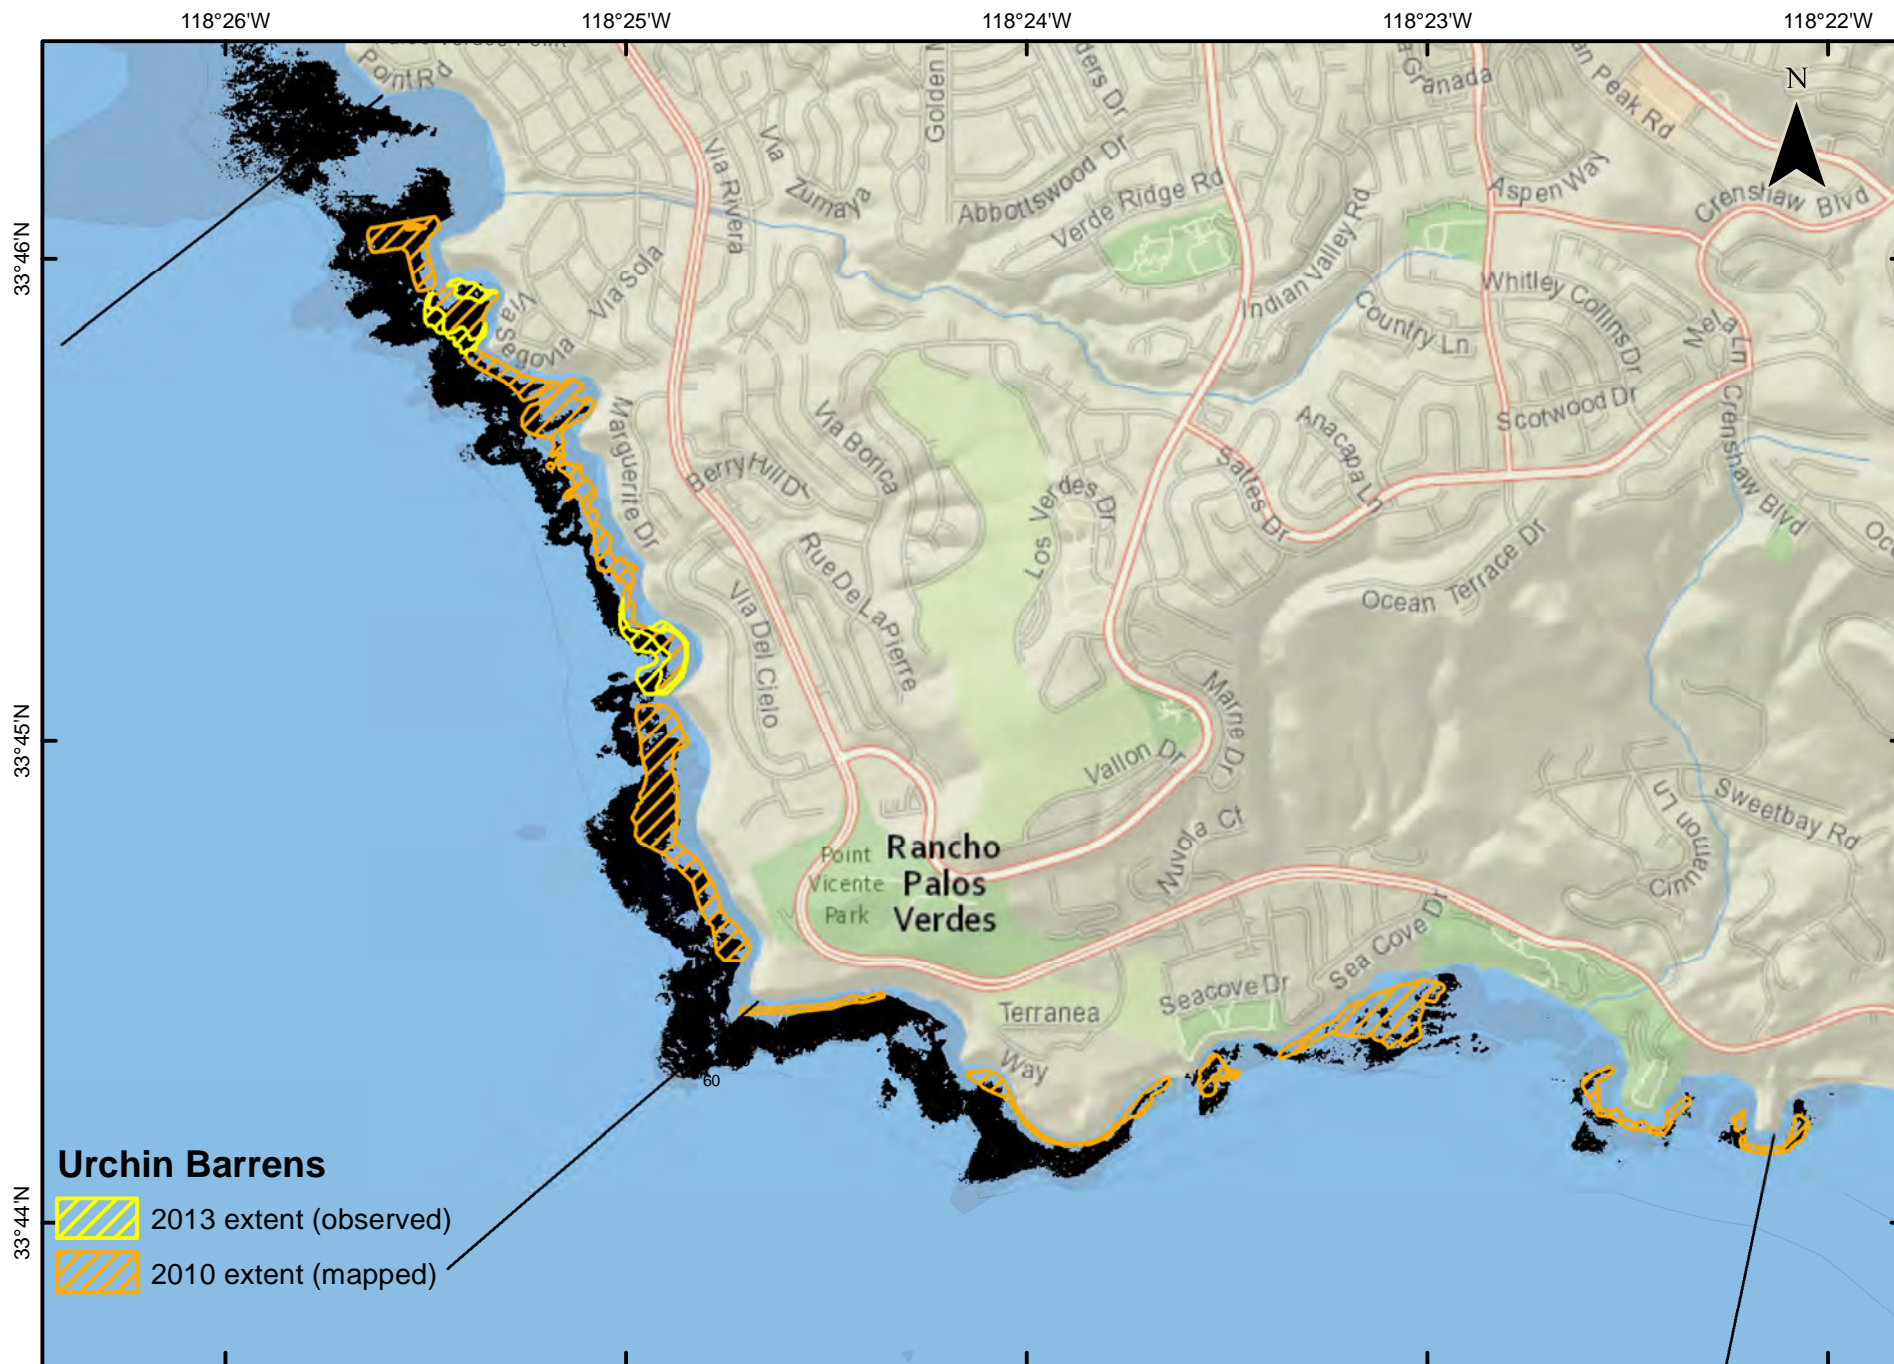 118°26'W
118°25'W
118°24'W
118°23'W
118°22'W
33°46'N
33°45'N
33°44'N
N
Point Rd
Golden
Via Rivera
Via
Zumaya
Via Sola
Via
Segovia
Abbottswood Dr
Verde Ridge Rd
Granada
Peak Rd
Aspen Way
Crenshaw Blvd
Indian Valley Rd
Whitley Collins Dr
Country Ln
Scotwood Dr
Crenshaw Blvd
Anacapa Ln
Marguerite Dr
Berry Hill D
Via Borica
Los Verdes Dr
Ocean Terrace Dr
Rue De La Pierre
Via Del Cielo
Vallon Dr
Marne Dr
Nuvola Ct
Cinnamon Ln
Sweetbay Rd
Point
Vicente
Park
Rancho
Palos
Verdes
Sea Cove Dr
Seacove Dr
Terranea
Way
60
Urchin Barrens
2013 extent (observed)
2010 extent (mapped)